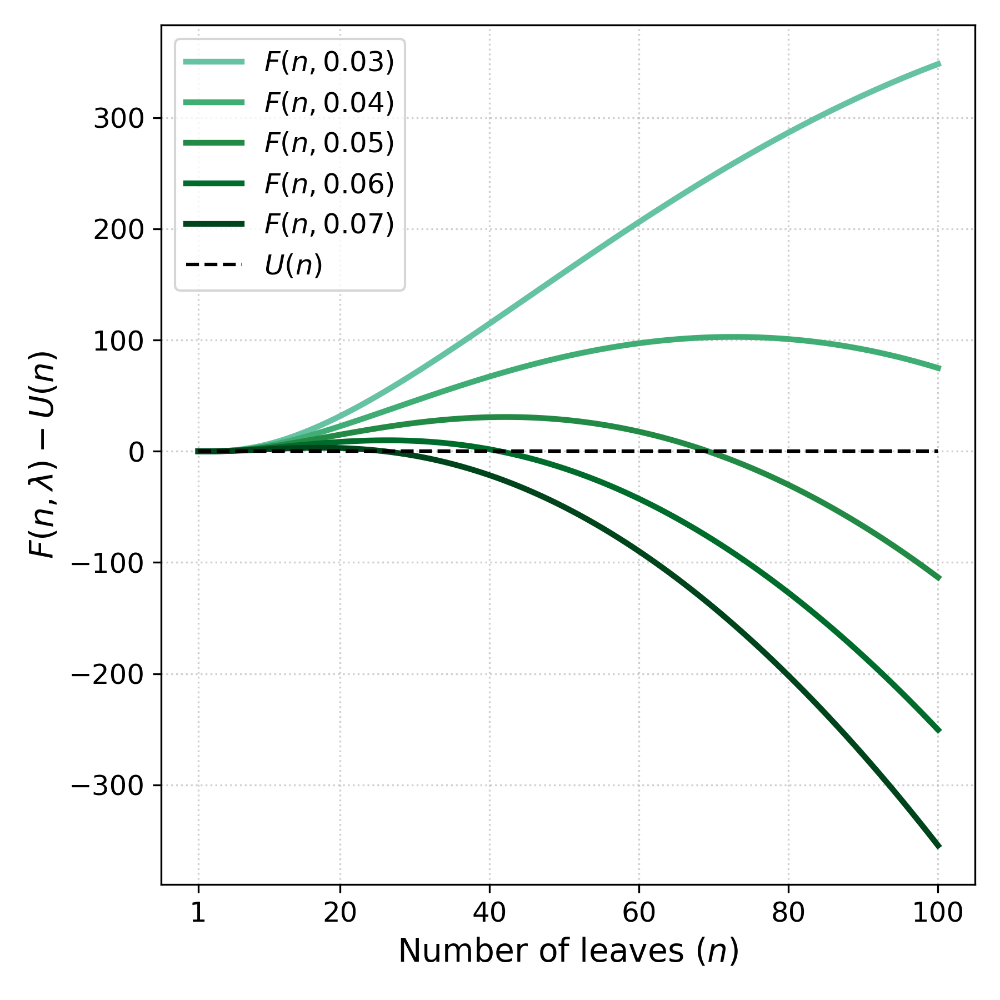 F(n, 0.03)
F(n, 0.04)
F(n, 0.05)
F(n, 0.06)
F(n, 0.07)
U(n)
F(n, λ) − U(n)
300
200
100
0
−100
−200
−300
1 20 40 60 80 100
Number of leaves (n)